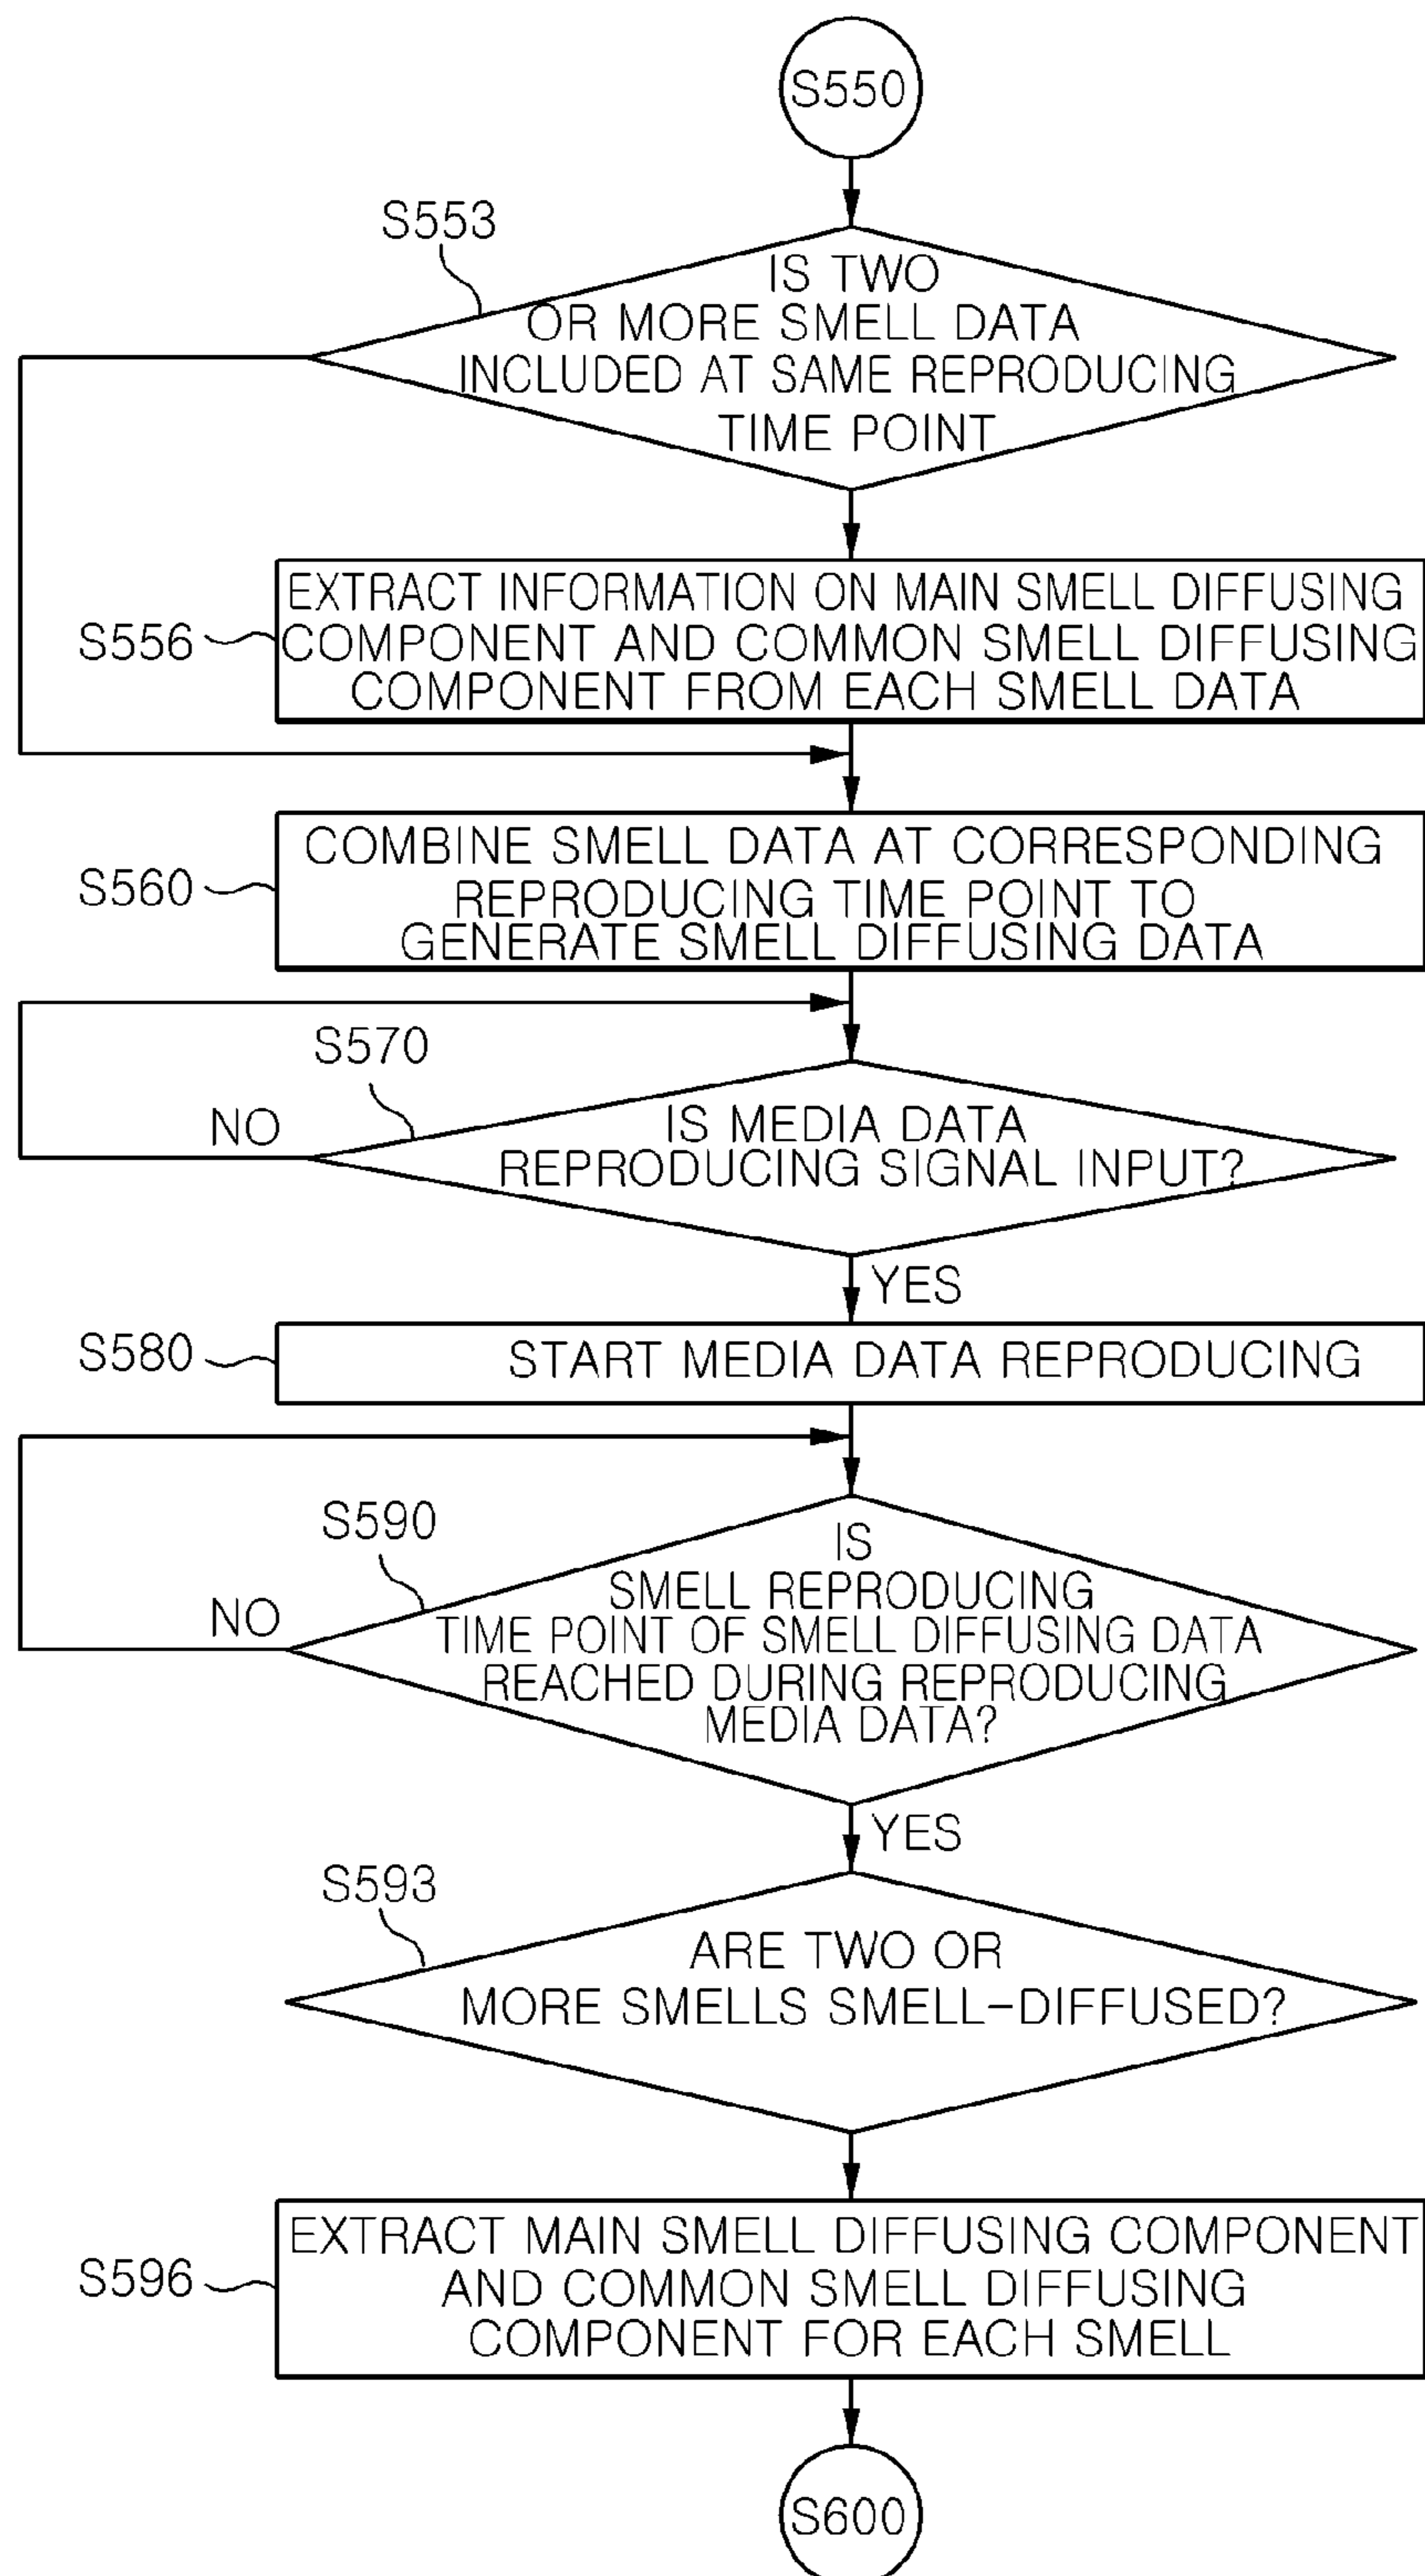 S550
S553
IS TWO
OR MORE SMELL DATA
INCLUDED AT SAME REPRODUCING
TIME POINT
EXTRACT INFORMATION ON MAIN SMELL DIFFUSING
S556
COMPONENT AND COMMON SMELL DIFFUSING
COMPONENT FROM EACH SMELL DATA
COMBINE SMELL DATA AT CORRESPONDING
S560
REPRODUCING TIME POINT TO
GENERATE SMELL DIFFUSING DATA
S570
NO
IS MEDIA DATA
REPRODUCING SIGNAL INPUT?
YES
S580
START MEDIA DATA REPRODUCING
S590
NO
IS
SMELL REPRODUCING
TIME POINT OF SMELL DIFFUSING DATA
REACHED DURING REPRODUCING
MEDIA DATA?
YES
S593
ARE TWO OR
MORE SMELLS SMELL-DIFFUSED?
EXTRACT MAIN SMELL DIFFUSING COMPONENT
S596
AND COMMON SMELL DIFFUSING
COMPONENT FOR EACH SMELL
S600